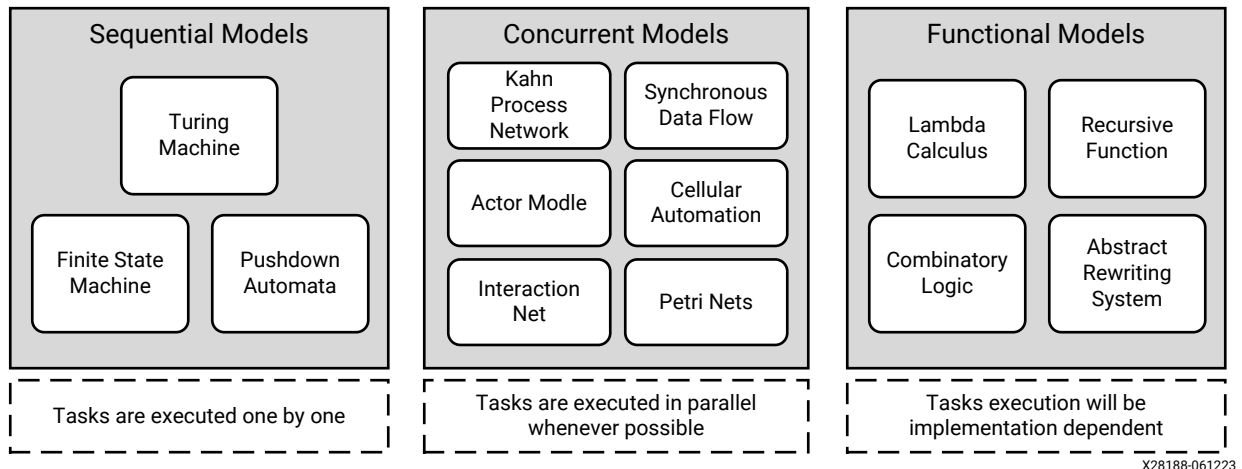 Sequential Models
Turing
Machine
Finite State
Machine
Pushdown
Automata
Tasks are executed one by one
Concurrent Models
Kahn
Process
Network
Synchronous
Data Flow
Actor Modle
Cellular
Automation
Interaction
Net
Petri Nets
Tasks are executed in parallel
whenever possible
Functional Models
Lambda
Calculus
Recursive
Function
Combinatory
Logic
Abstract
Rewriting
System
Tasks execution will be
implementation dependent
X28188-061223